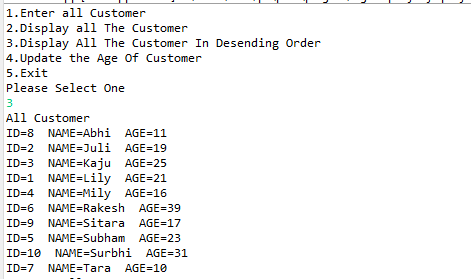 1.Enter all Customer
2.Display all The Customer
3.Display All The Customer In Desending Order
4.Update the Age Of Customer
5.Exit
Please Select One
3
All Customer
ID=8  NAME=Abhi  AGE=11
ID=2  NAME=Juli  AGE=19
ID=3  NAME=Kaju  AGE=25
ID=1  NAME=Lily  AGE=21
ID=4  NAME=Mily  AGE=16
ID=6  NAME=Rakesh  AGE=39
ID=9  NAME=Sitara  AGE=17
ID=5  NAME=Subham  AGE=23
ID=10  NAME=Surbhi  AGE=31
ID=7  NAME=Tara  AGE=10